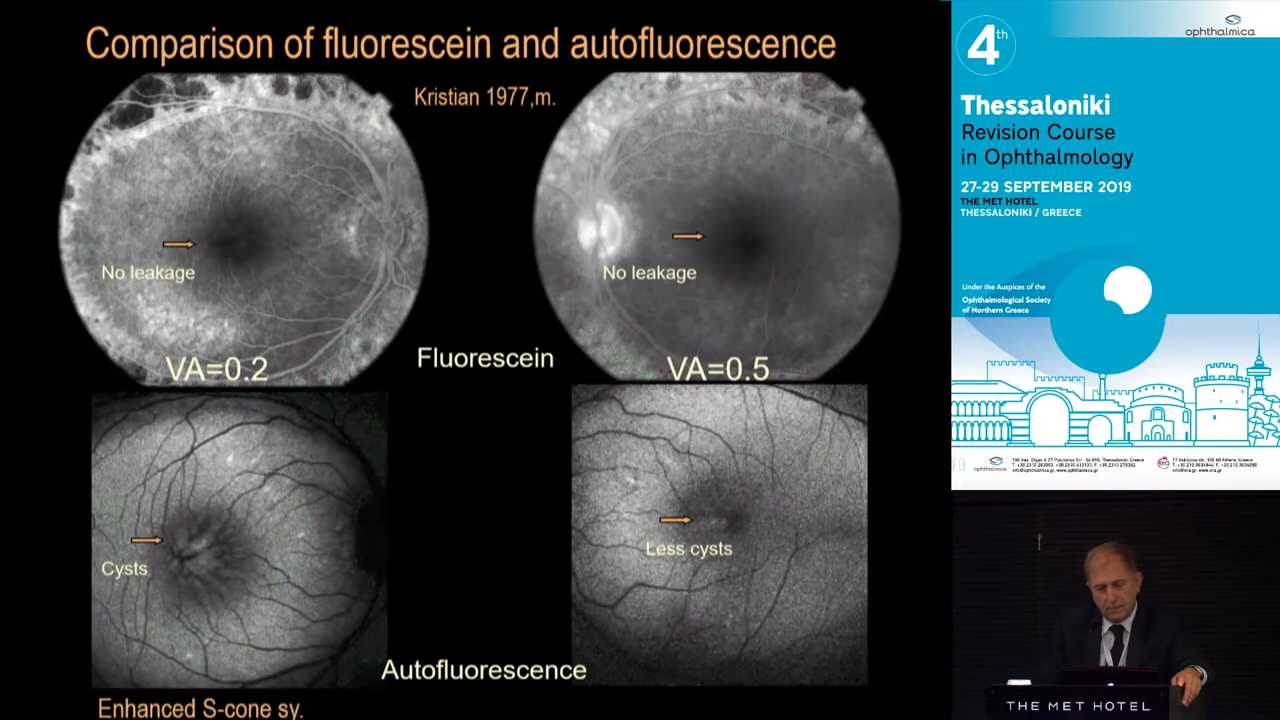 Comparison of fluorescein and autofluorescence
Kristian 1977,m.
No leakage
No leakage
VA=0.2
Fluorescein
VA=0.5
Cysts
Less cysts
Autofluorescence
Enhanced S-cone sy.
ophthalmica
4th
Thessaloniki
Revision Course
in Ophthalmology
27-29 SEPTEMBER 2019
THE MET HOTEL
THESSALONIKI / GREECE
Under the Auspices of the
Ophthalmological Society
of Northern Greece
ophthalmica
era
THE MET HOTEL